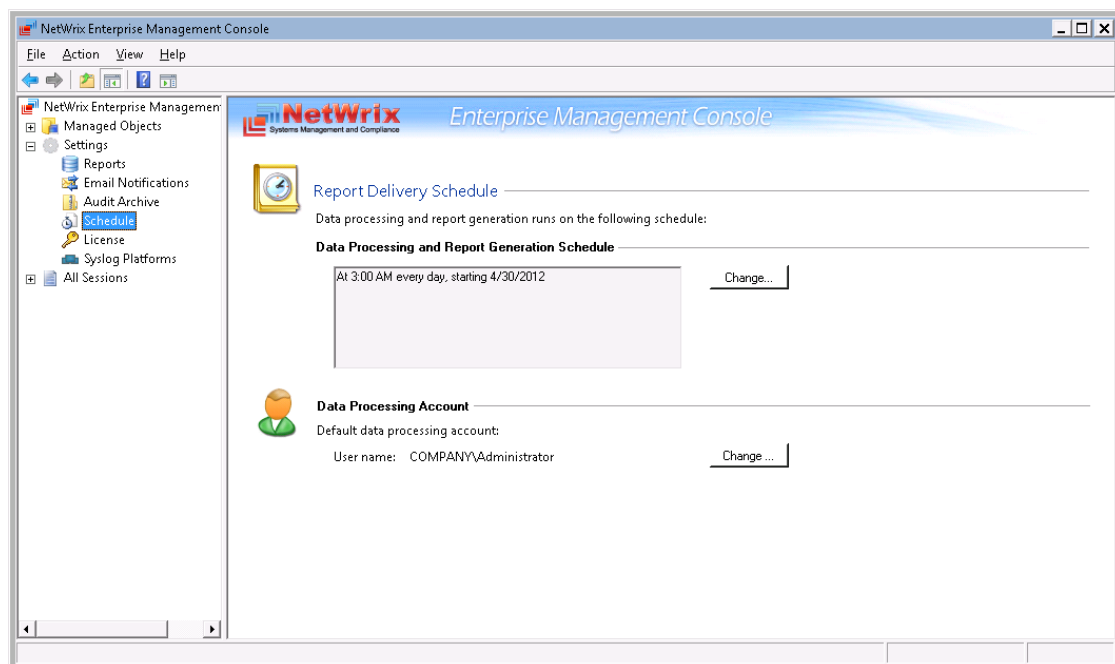 NetWrix Enterprise Management Console
File Action View Help
NetWrix Enterprise Managemen
Managed Objects
Settings
Reports
Email Notifications
Audit Archive
Schedule
License
Syslog Platforms
All Sessions
NetWrix
Systems Management and Compliance
Enterprise Management Console
Report Delivery Schedule
Data processing and report generation runs on the following schedule:
Data Processing and Report Generation Schedule
At 3:00 AM every day, starting 4/30/2012
Change...
Data Processing Account
Default data processing account:
User name: COMPANY\Administrator
Change ...